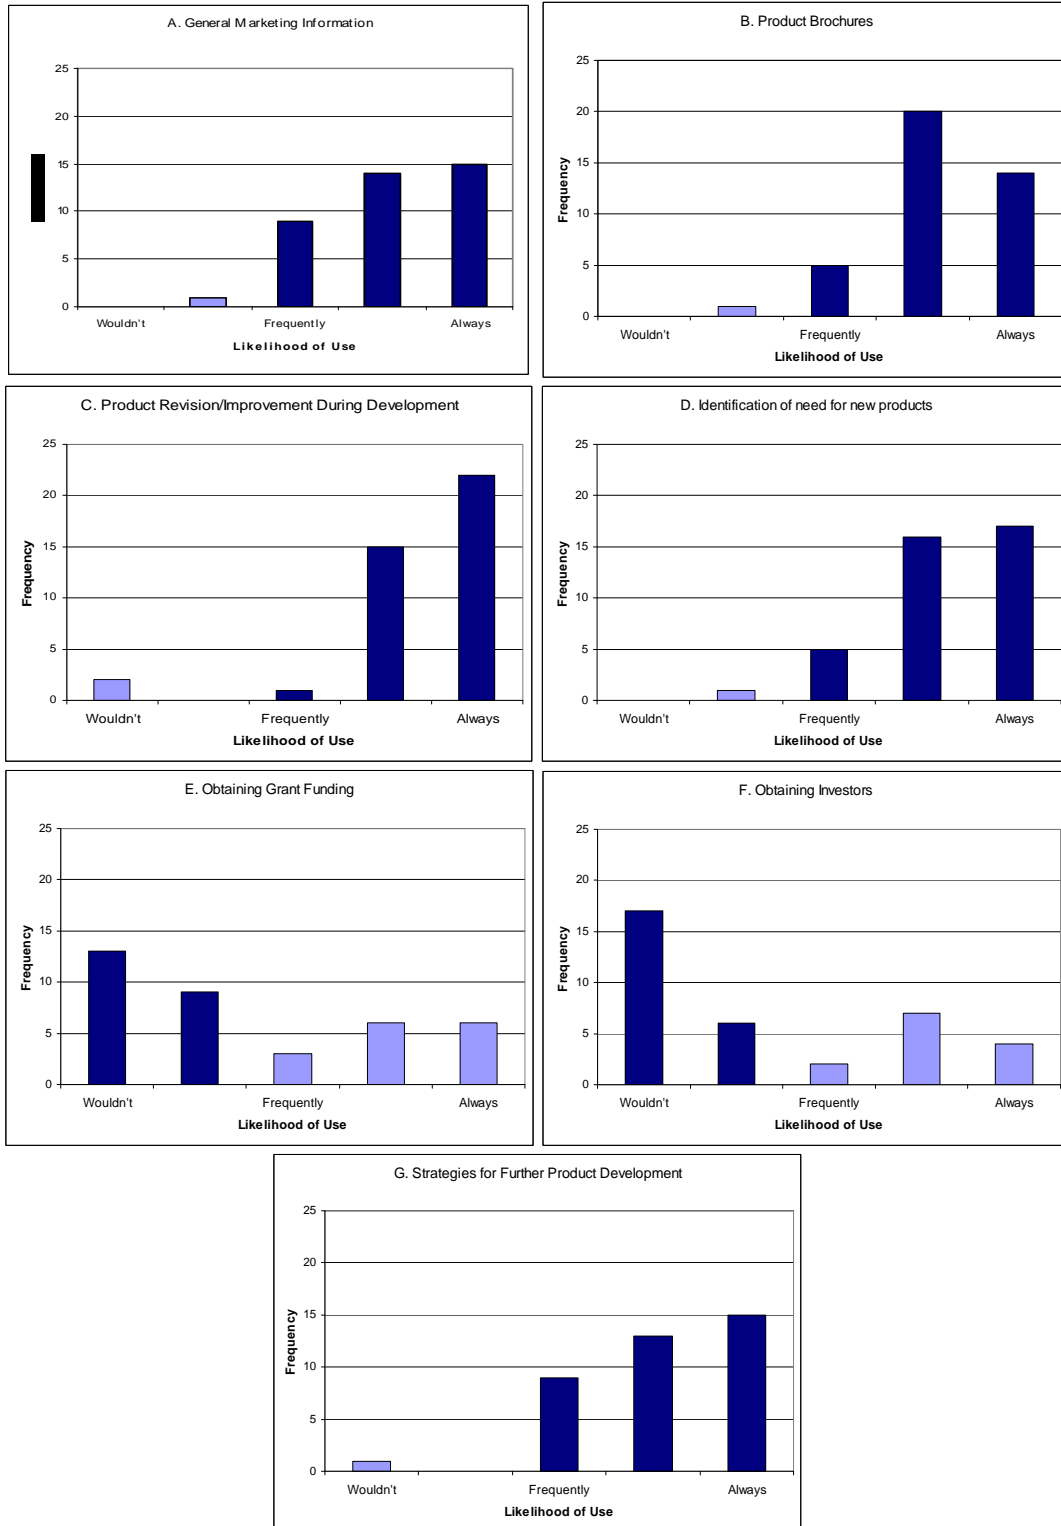 A. General Marketing Information
25
20
15
10
5
0
Wouldn't Frequently Always
Likelihood of Use
B. Product Brochures
Frequency
25
20
15
10
5
0
Wouldn't Frequently Always
Likelihood of Use
C. Product Revision/Improvement During Development
Frequency
25
20
15
10
5
0
Wouldn't Frequently Always
Likelihood of Use
D. Identification of need for new products
Frequency
25
20
15
10
5
0
Wouldn't Frequently Always
Likelihood of Use
E. Obtaining Grant Funding
Frequency
25
20
15
10
5
0
Wouldn't Frequently Always
Likelihood of Use
F. Obtaining Investors
Frequency
25
20
15
10
5
0
Wouldn't Frequently Always
Likelihood of Use
G. Strategies for Further Product Development
Frequency
25
20
15
10
5
0
Wouldn't Frequently Always
Likelihood of Use